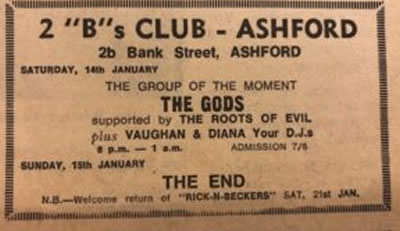 2 "B"s CLUB - ASHFORD
2b Bank Street, ASHFORD
SATURDAY, 14th JANUARY
THE GROUP OF THE MOMENT
THE GODS
supported by THE ROOTS OF EVIL
plus VAUGHAN & DIANA Your D.J.s
8 p.m. — 1 a.m. ADMISSION 7/6
SUNDAY, 15th JANUARY
THE END
N.B.—Welcome return of "RICK-N-BECKERS" SAT. 21st JAN.